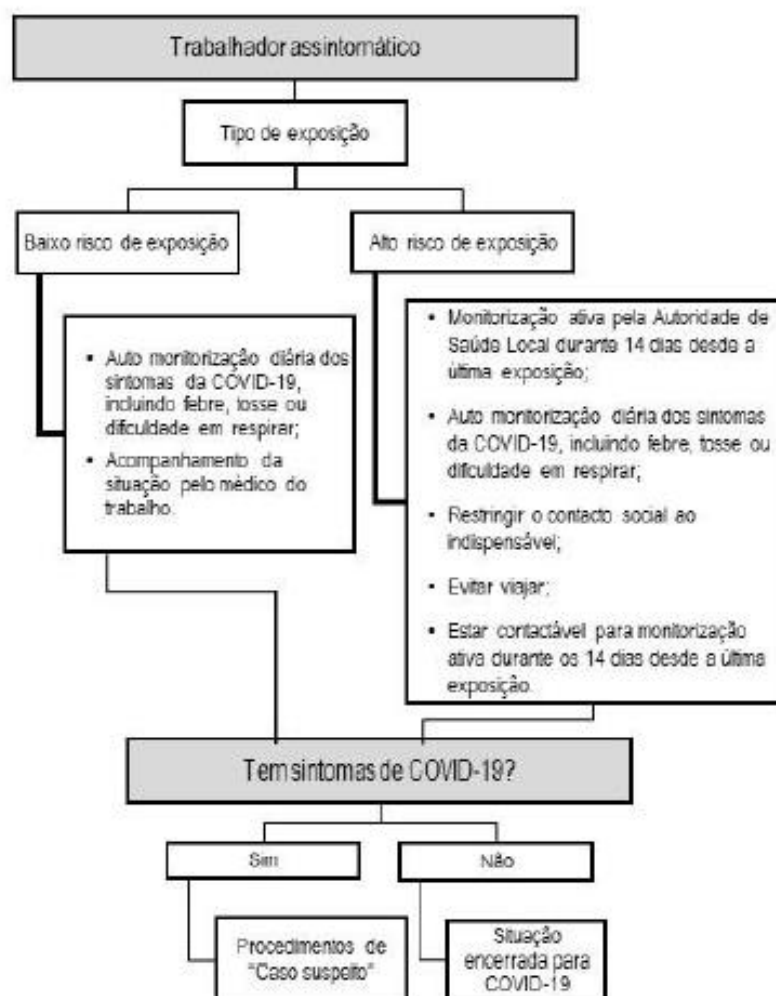 Trabalhador assintomático
Tipo de exposição
Baixo risco de exposição
Alto risco de exposição
▪ Auto monitorização diária dos
sintomas da COVID-19,
incluindo febre, tosse ou
dificuldade em respirar;
▪ Acompanhamento da
situação pelo médico do
trabalho.
▪ Monitorização ativa pela Autoridade de
Saúde Local durante 14 dias desde a
última exposição;
▪ Auto monitorização diária dos sintomas
da COVID-19, incluindo febre, tosse ou
dificuldade em respirar;
▪ Restringir o contacto social ao
indispensável;
▪ Evitar viajar;
▪ Estar contactável para monitorização
ativa durante os 14 dias desde a última
exposição.
Tem sintomas de COVID-19?
Sim
Não
Procedimentos de
"Caso suspeito"
Situação
encerrada para
COVID-19